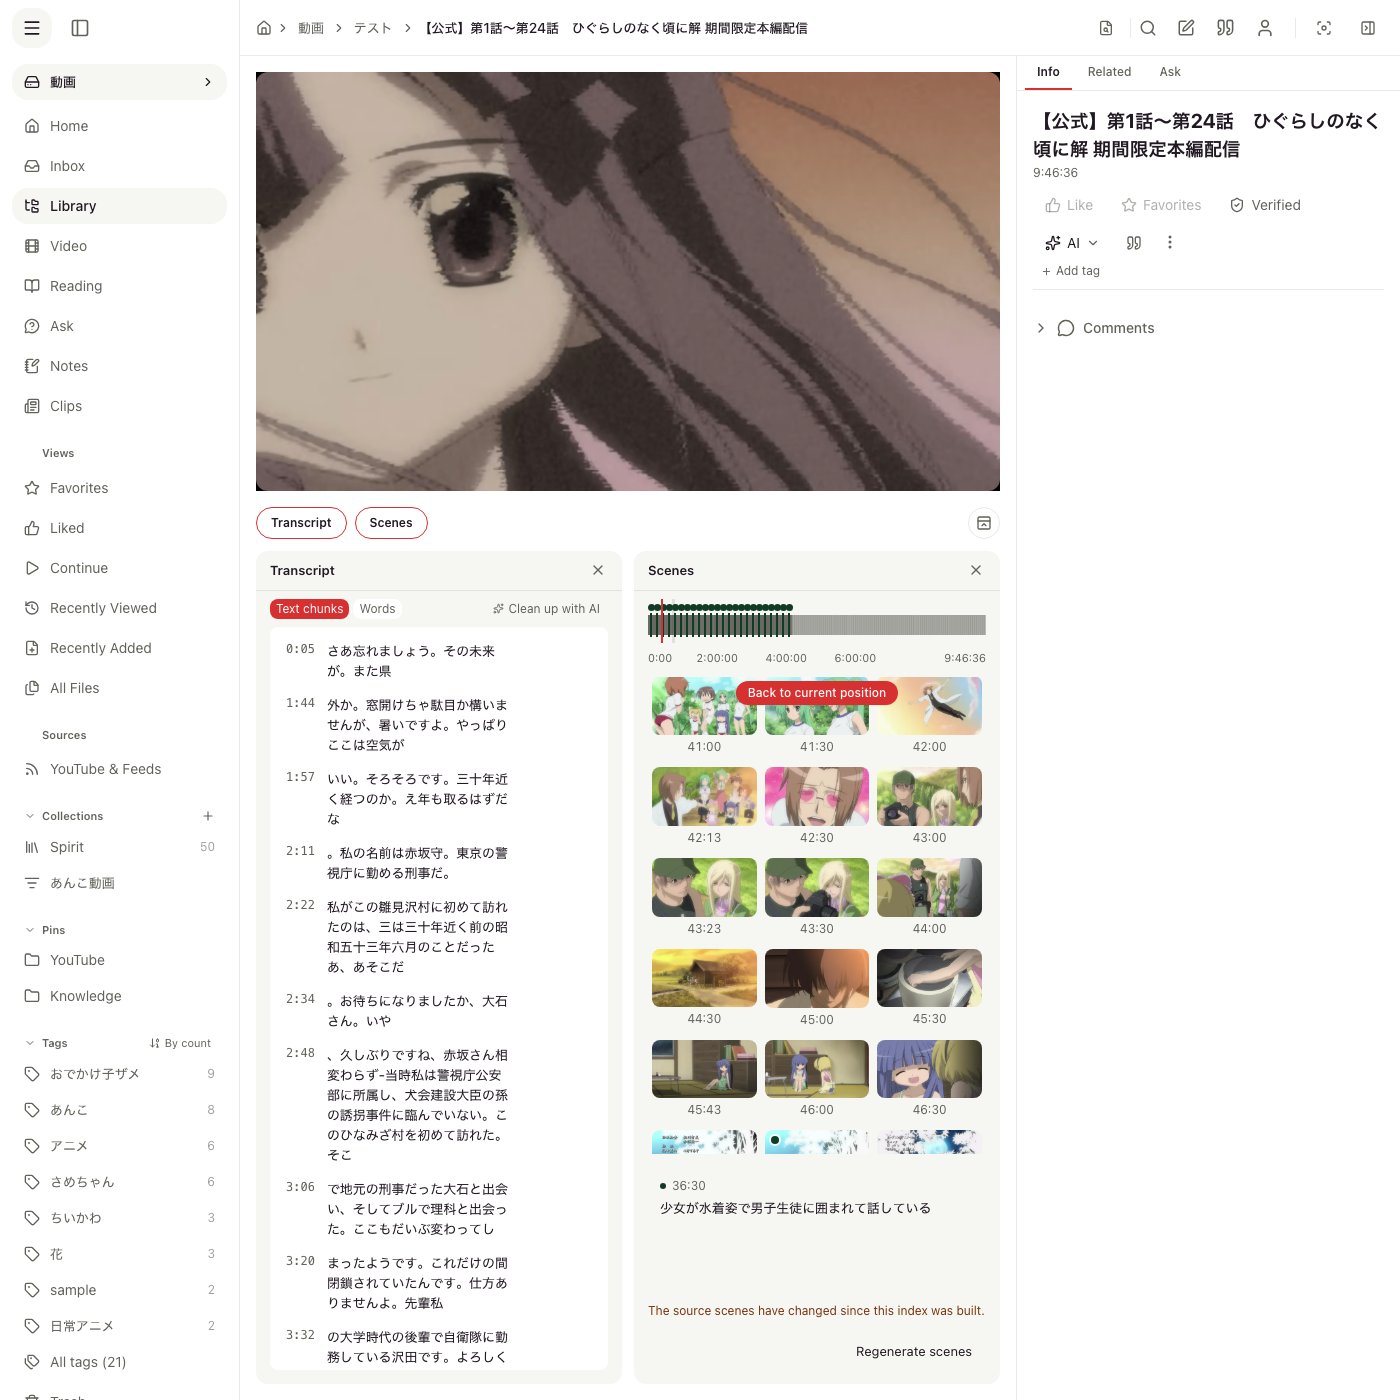 動画 › テスト › 【公式】第1話〜第24話　ひぐらしのなく頃に解 期間限定本編配信
動画
Home
Inbox
Library
Video
Reading
Ask
Notes
Clips
Views
Favorites
Liked
Continue
Recently Viewed
Recently Added
All Files
Sources
YouTube & Feeds
Collections
Spirit 50
あんこ動画
Pins
YouTube
Knowledge
Tags By count
おでかけ子ザメ 9
あんこ 8
アニメ 6
さめちゃん 6
ちいかわ 3
花 3
sample 2
日常アニメ 2
All tags (21)
Transcript Scenes
Transcript
Text chunks Words Clean up with AI
0:05 さあ忘れましょう。その未来
が。また県
1:44 外か。窓開けちゃ駄目か構いま
せんが、暑いですよ。やっぱり
ここは空気が
1:57 いい。そろそろです。三十年近
く経つのか。え年も取るはずだ
な
2:11 。私の名前は赤坂守。東京の警
視庁に勤める刑事だ。
2:22 私がこの雛見沢村に初めて訪れ
たのは、三は三十年近く前の昭
和五十三年六月のことだった
あ、あそこだ
2:34 。お待ちになりましたか、大石
さん。いや
2:48 、久しぶりですね、赤坂さん相
変わらず-当時私は警視庁公安
部に所属し、犬会建設大臣の孫
の誘拐事件に臨んでいない。こ
のひなみざ村を初めて訪れた。
そこ
3:06 で地元の刑事だった大石と出会
い、そしてプルで理科と出会っ
た。ここもだいぶ変わってし
3:20 まったようです。これだけの間
閉鎖されていたんです。仕方あ
りませんよ。先輩私
3:32 の大学時代の後輩で自衛隊に勤
務している沢田です。よろしく
Scenes
0:00 2:00:00 4:00:00 6:00:00 9:46:36
Back to current position
41:00 41:30 42:00
42:13 42:30 43:00
43:23 43:30 44:00
44:30 45:00 45:30
45:43 46:00 46:30
36:30
少女が水着姿で男子生徒に囲まれて話している
The source scenes have changed since this index was built.
Regenerate scenes
Info Related Ask
【公式】第1話〜第24話　ひぐらしのなく
頃に解 期間限定本編配信
9:46:36
Like Favorites Verified
AI
Add tag
Comments